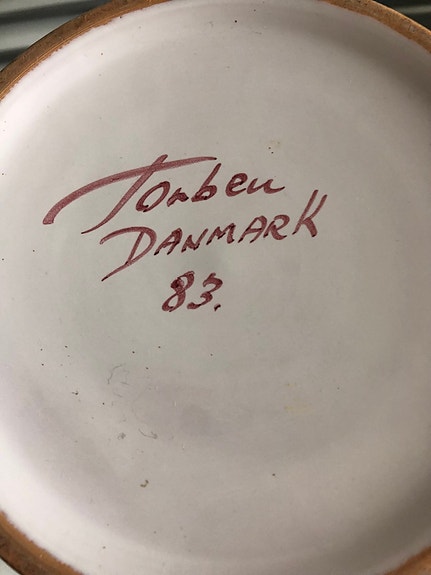 Torben
DANMARK
83.